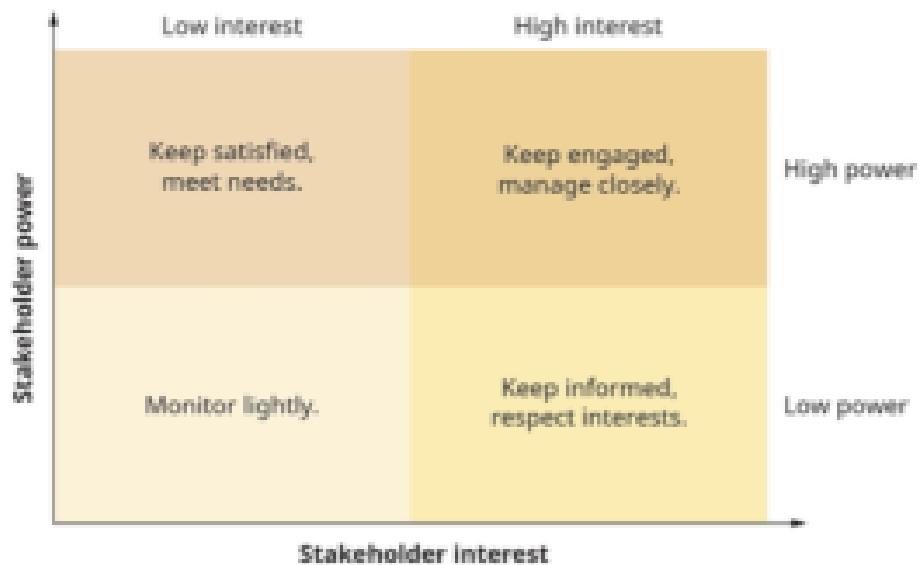 Low interest
High interest
Keep satisfied,
meet needs.
Keep engaged,
manage closely.
High power
Stakeholder power
Monitor lightly.
Keep informed,
respect interests.
Low power
Stakeholder interest